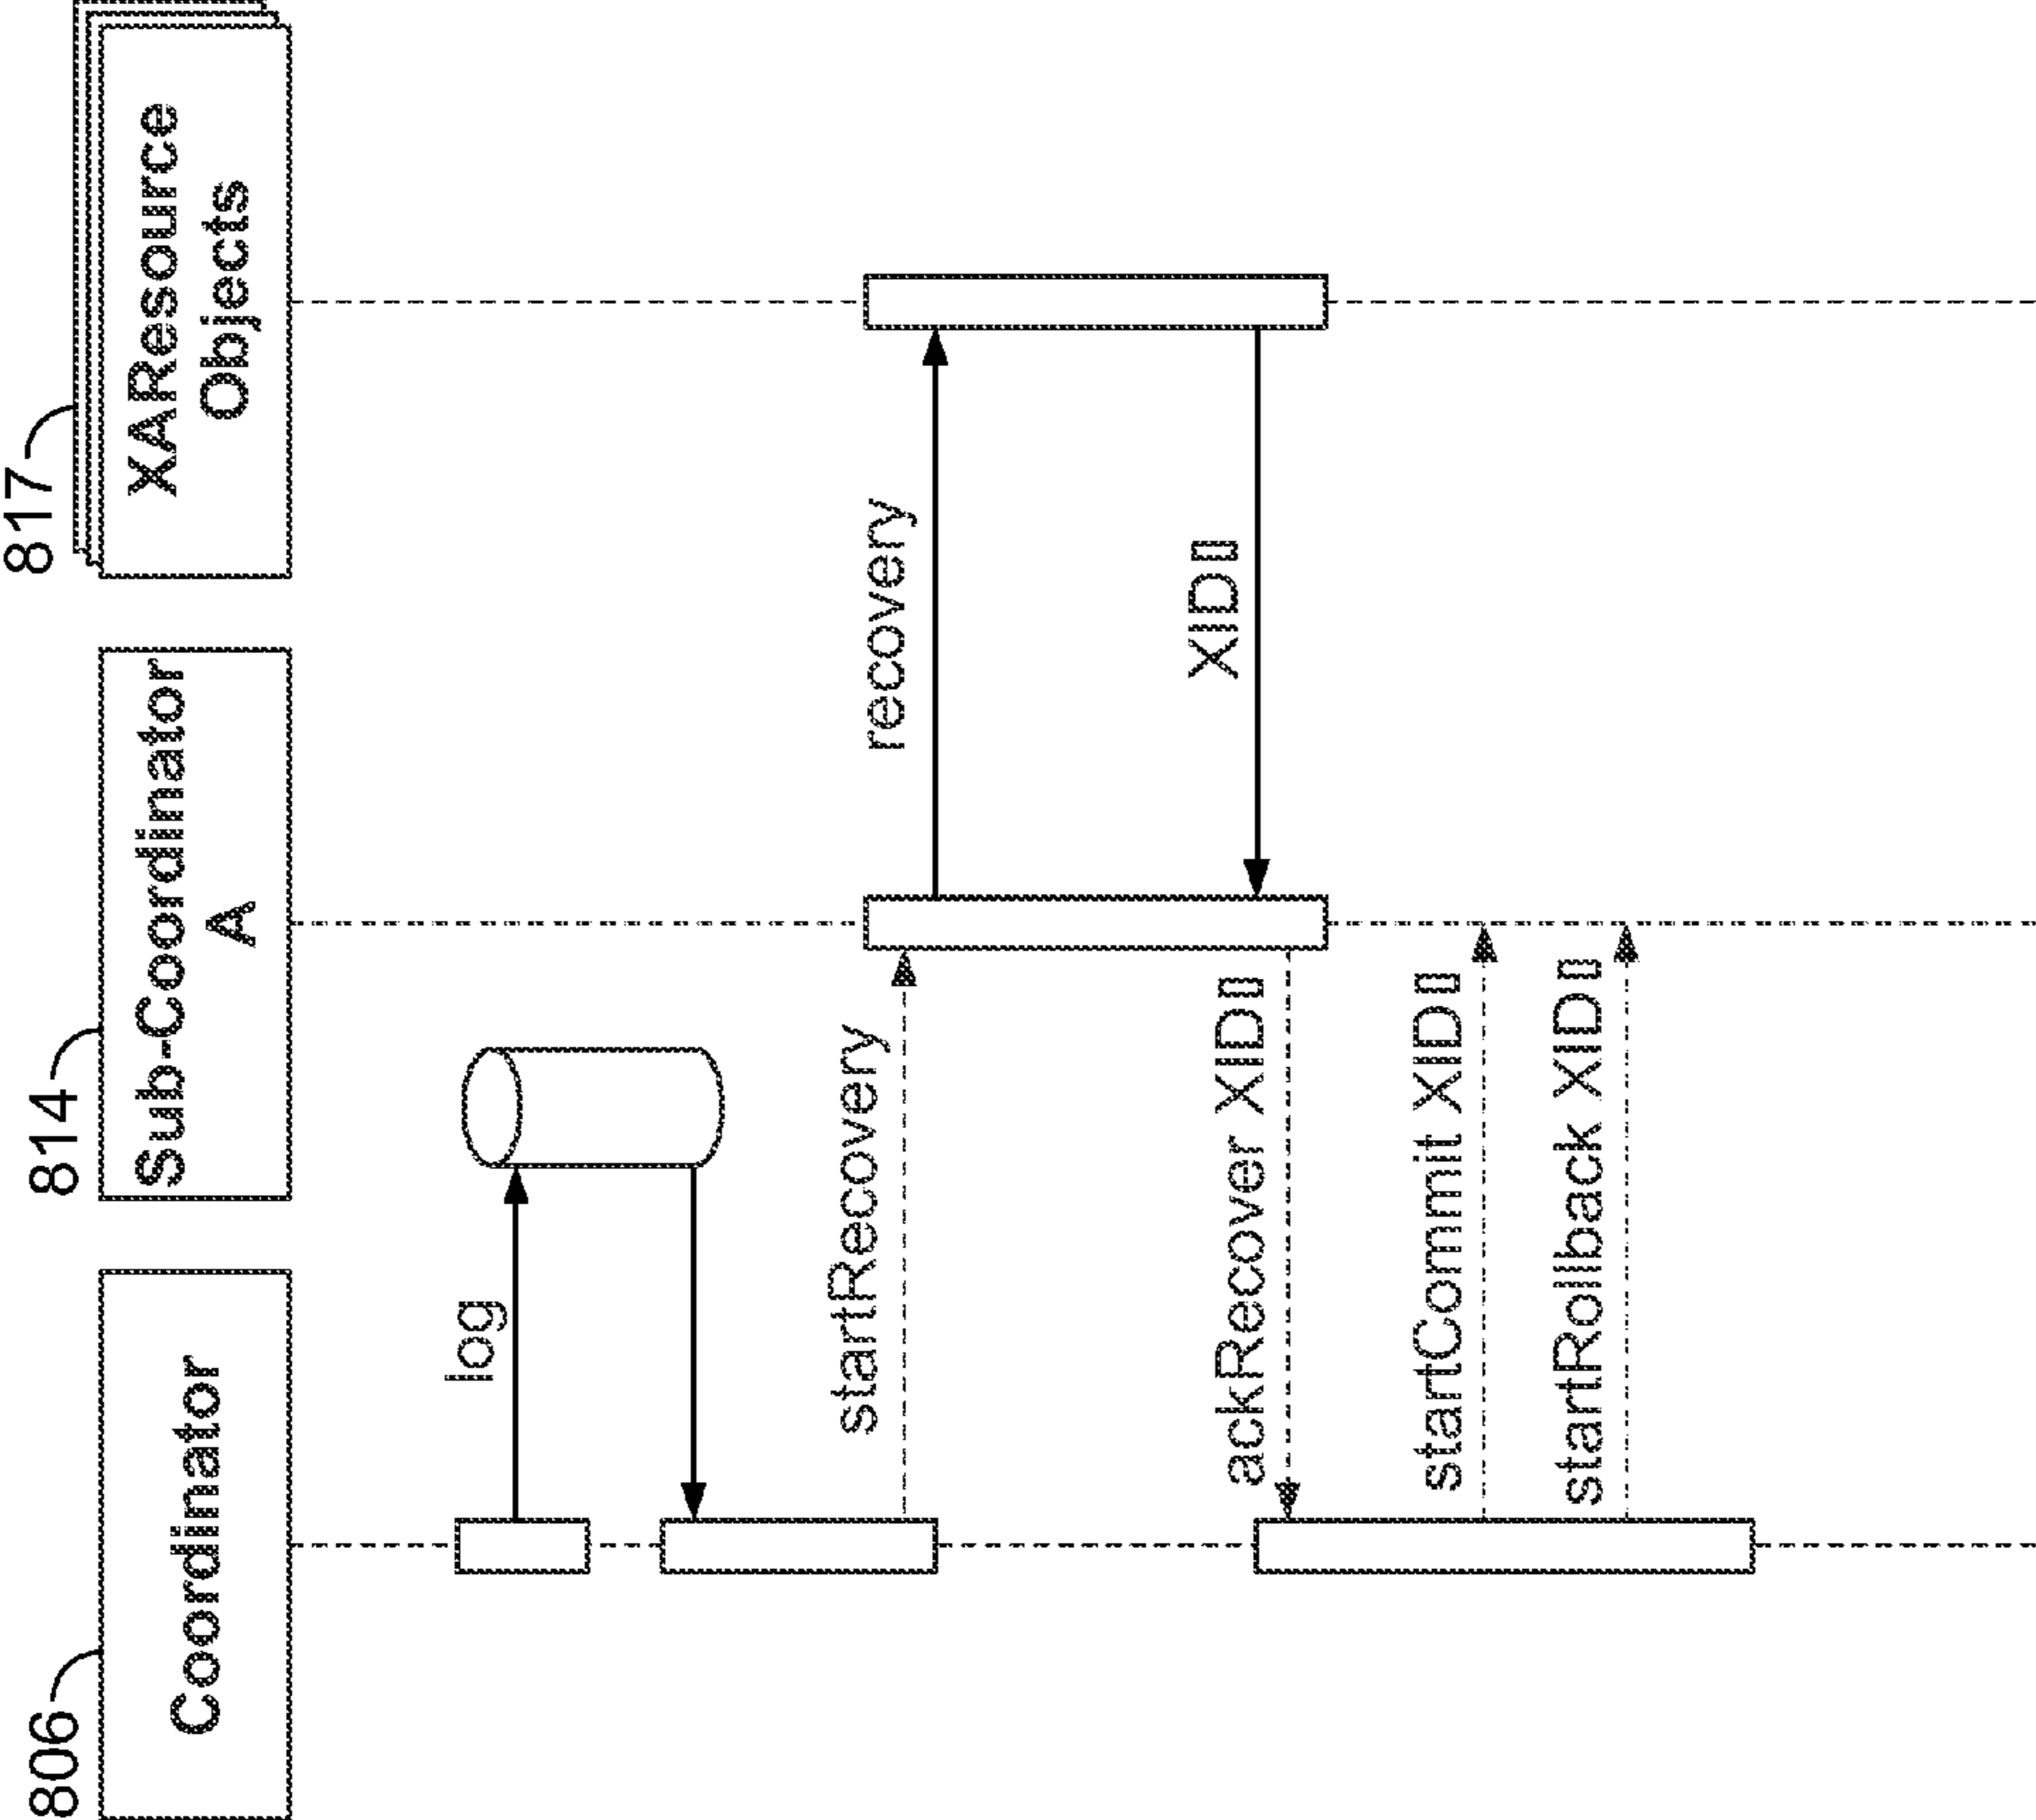 806
Coordinator
814
Sub-Coordinator
A
817
XAResource
Objects
log
startRecovery
recovery
XID[]
ackRecover XID[]
startCommit XID[]
startRollback XID[]